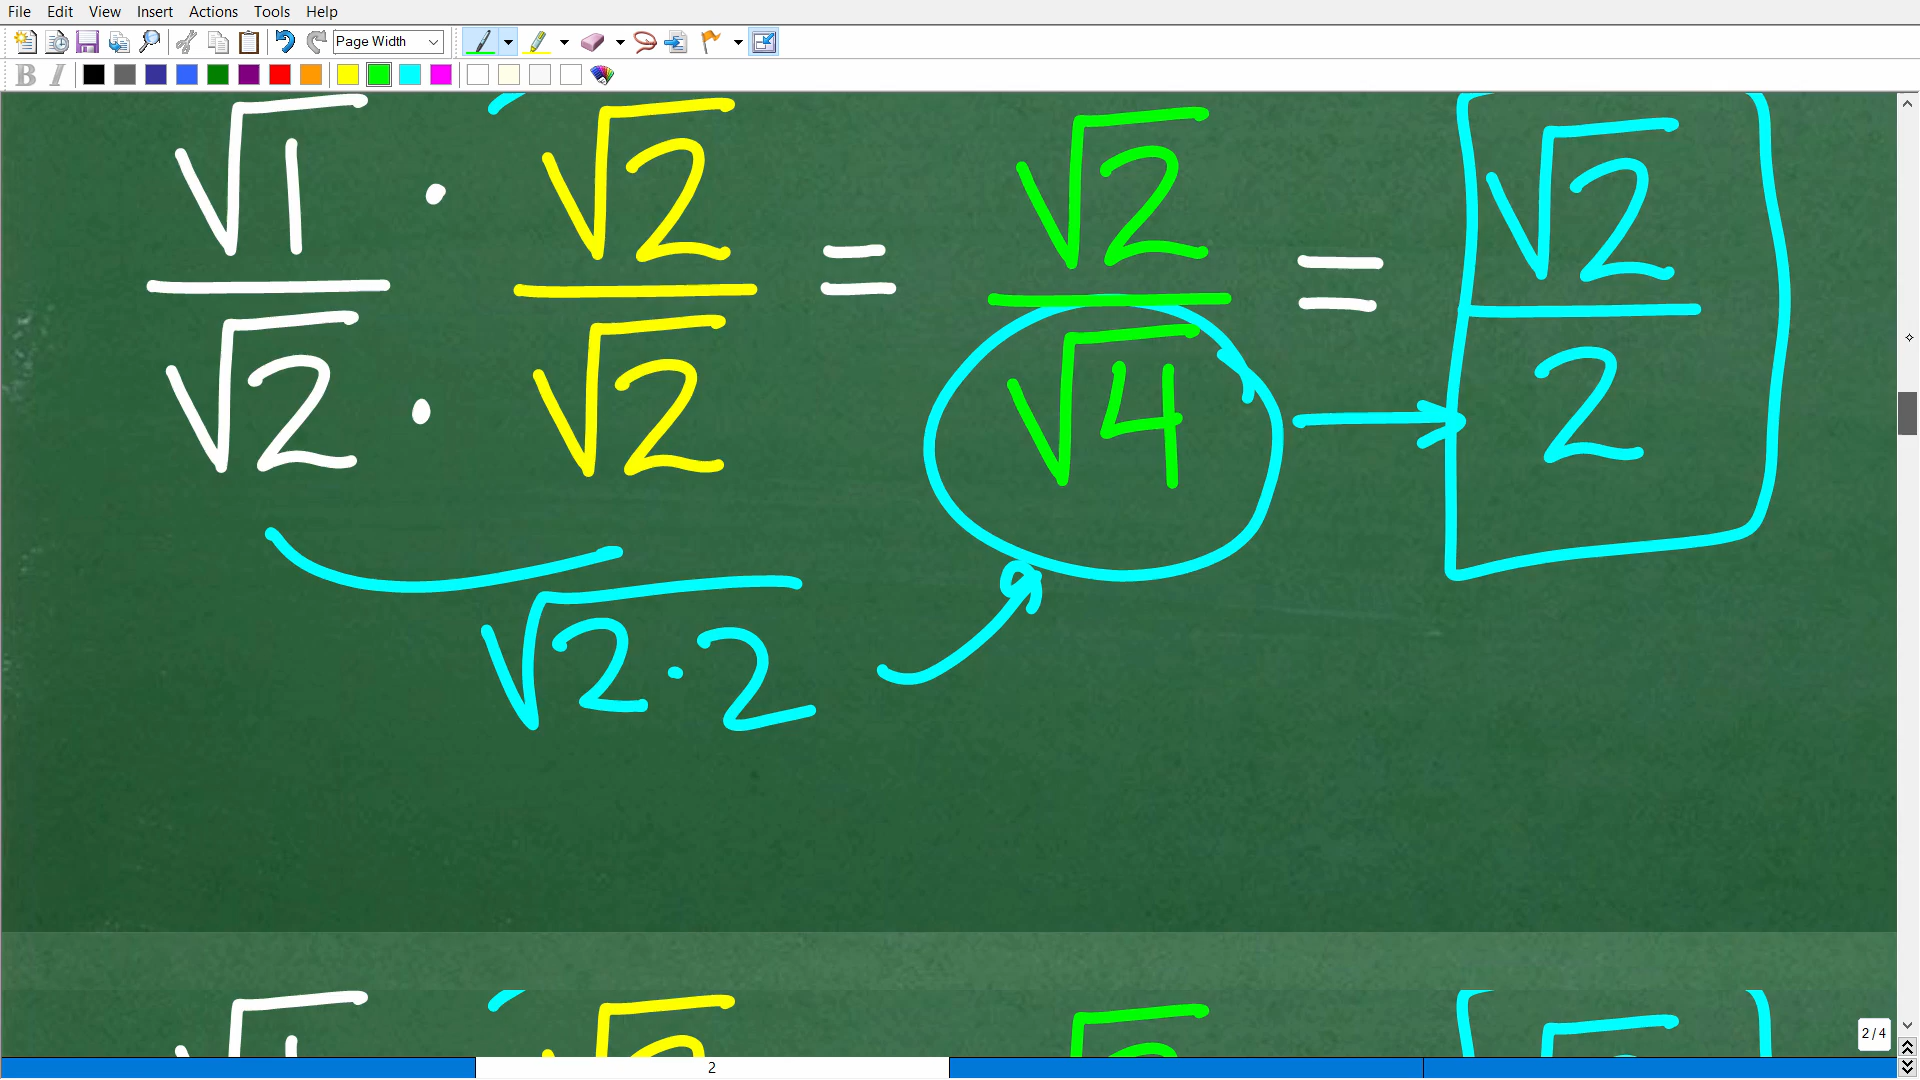 File Edit View Insert Actions Tools Help
Page Width
B I
√1 / √2 · √2 / √2 = √2 / √4 = √2 / 2
√2·2
2 / 4
2